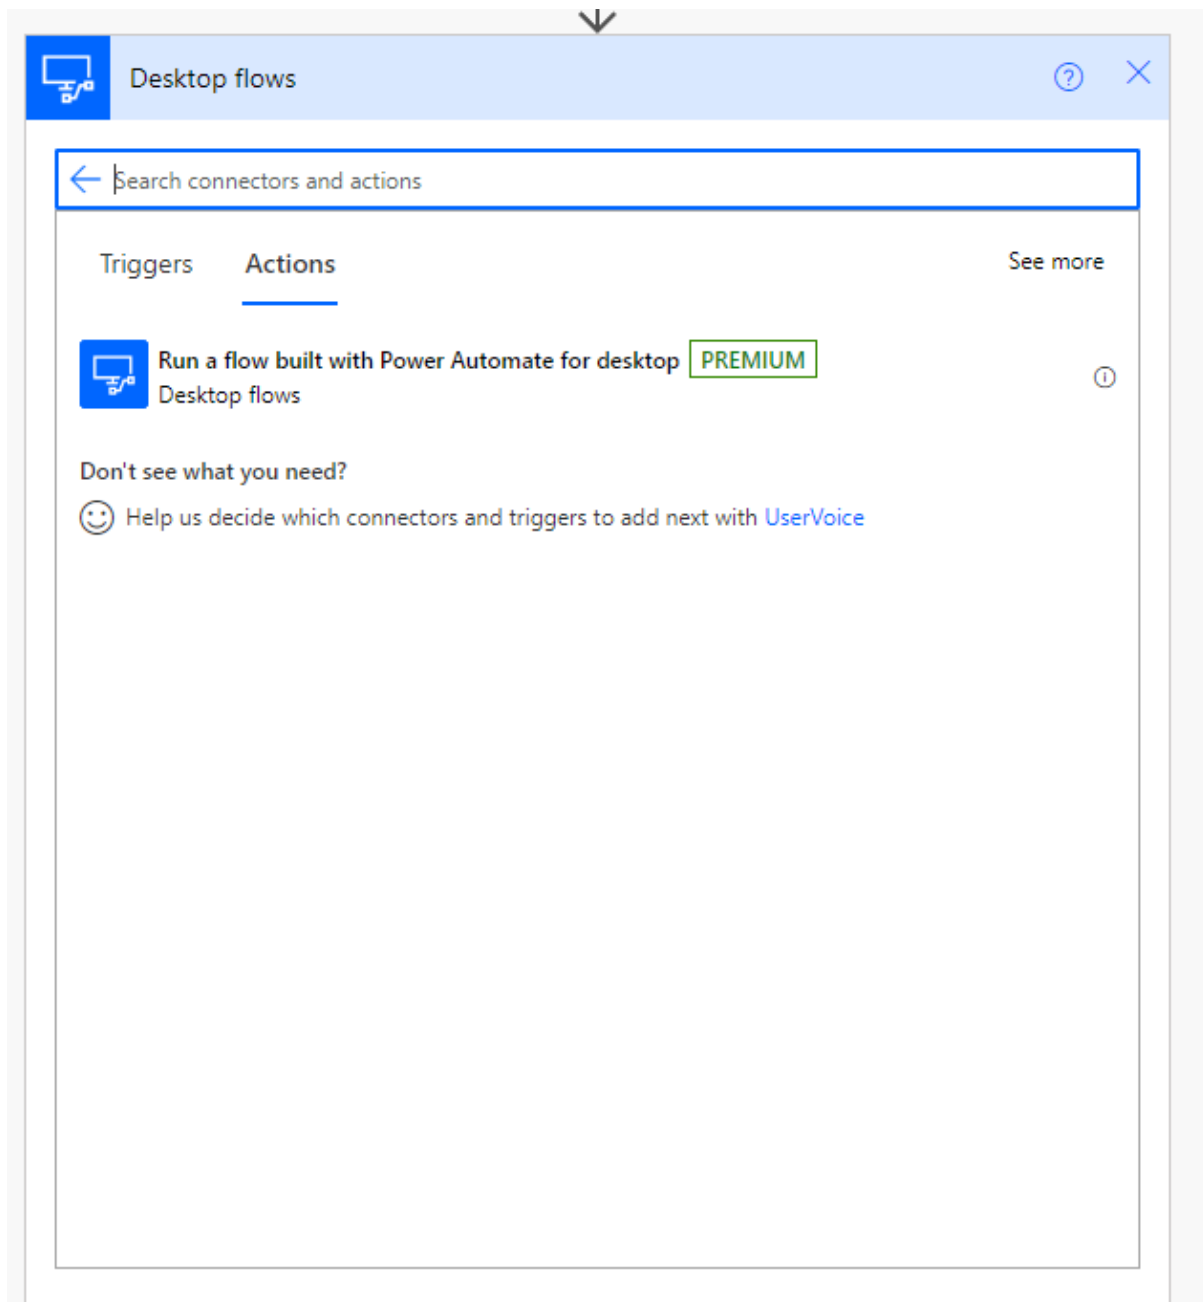 Desktop flows
Search connectors and actions
Triggers Actions See more
Run a flow built with Power Automate for desktop PREMIUM
Desktop flows
Don't see what you need?
Help us decide which connectors and triggers to add next with UserVoice